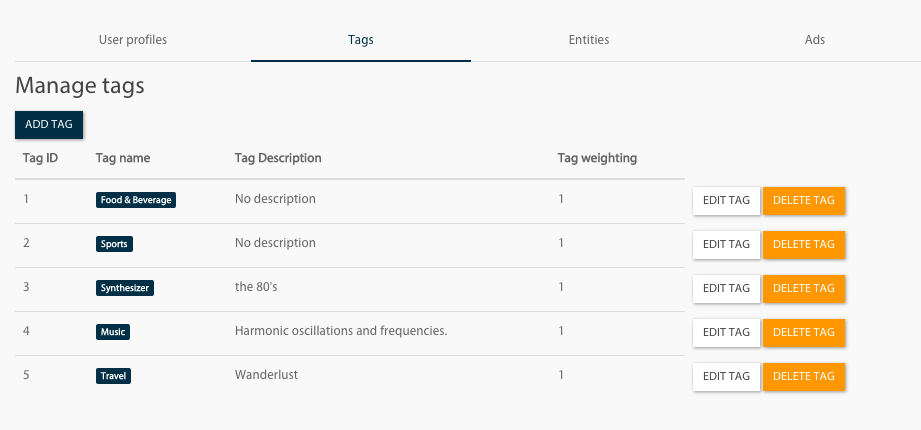 User profiles Tags Entities Ads
Manage tags
ADD TAG
Tag ID Tag name Tag Description Tag weighting
1 Food & Beverage No description 1 EDIT TAG DELETE TAG
2 Sports No description 1 EDIT TAG DELETE TAG
3 Synthesizer the 80's 1 EDIT TAG DELETE TAG
4 Music Harmonic oscillations and frequencies. 1 EDIT TAG DELETE TAG
5 Travel Wanderlust 1 EDIT TAG DELETE TAG